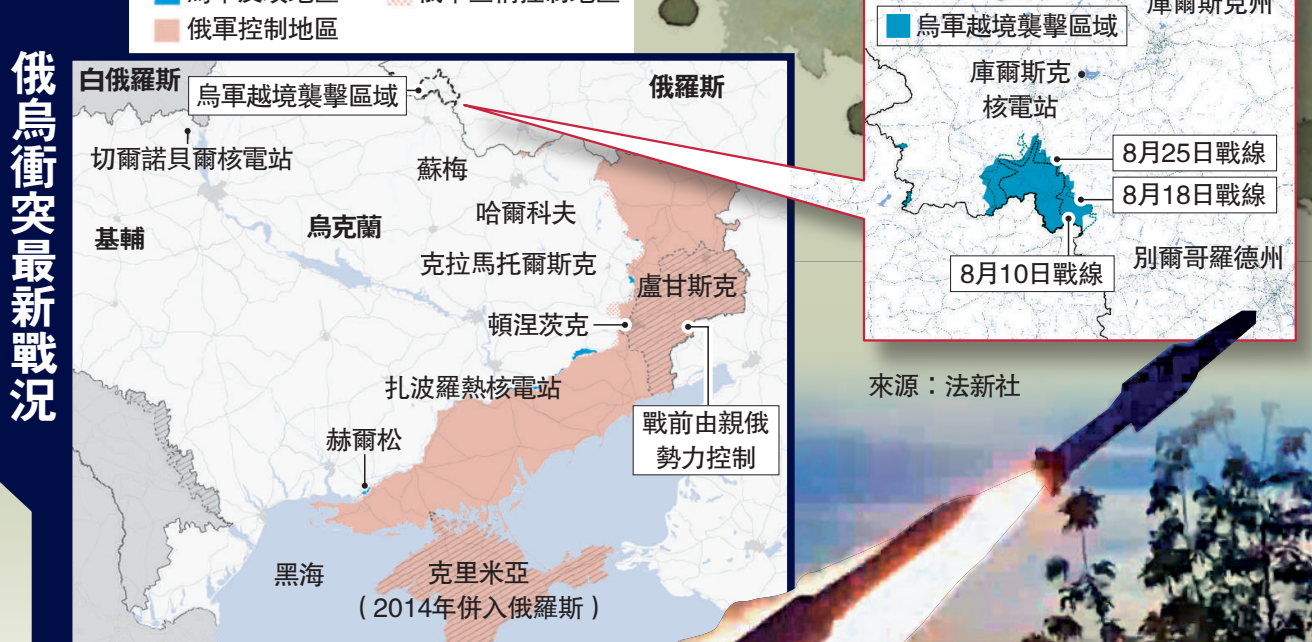 俄烏衝突最新戰況
俄軍控制地區
白俄羅斯
烏軍越境襲擊區域
俄羅斯
切爾諾貝爾核電站
蘇梅
基輔
烏克蘭
哈爾科夫
克拉馬托爾斯克
盧甘斯克
頓涅茨克
扎波羅熱核電站
戰前由親俄
勢力控制
赫爾松
黑海
克里米亞
（2014年併入俄羅斯）
庫爾斯克州
烏軍越境襲擊區域
庫爾斯克
核電站
8月25日戰線
8月18日戰線
8月10日戰線
別爾哥羅德州
來源：法新社